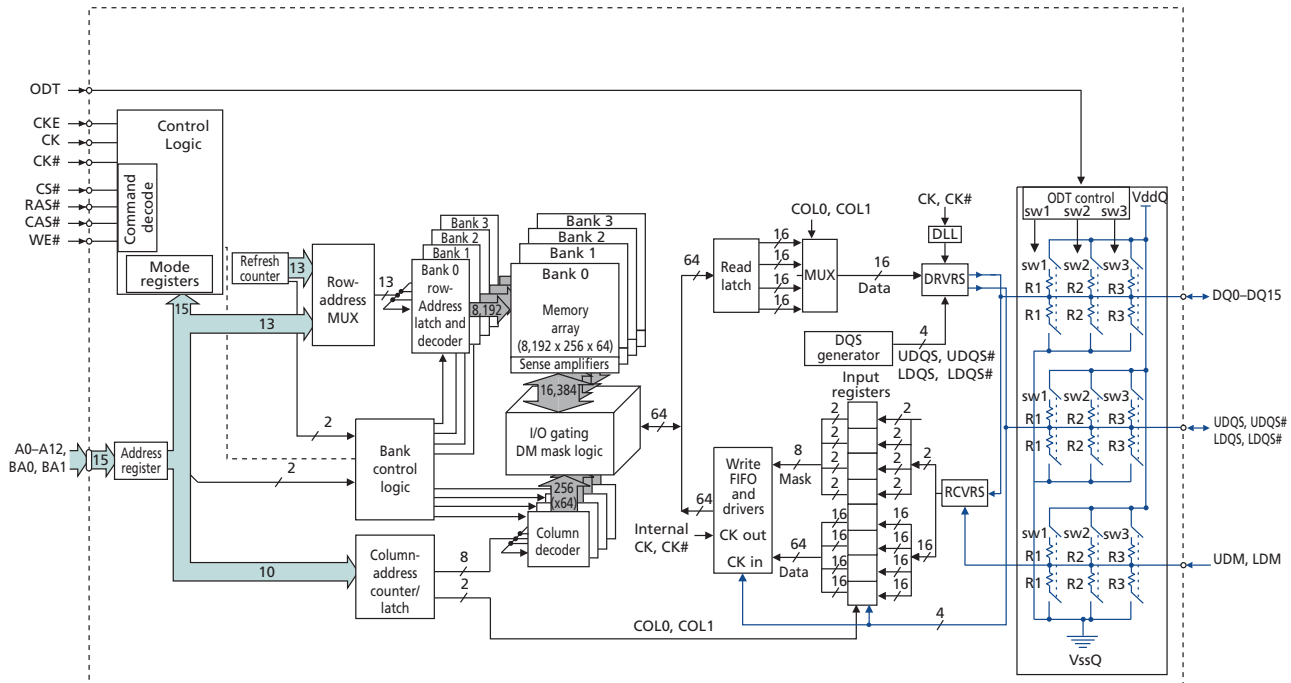 ODT
CKE
CK
CK#
CS#
RAS#
CAS#
WE#
Control
Logic
Command
decode
Mode
registers
15
Refresh
counter
13
13
Row-
address
MUX
13
Bank 3
Bank 2
Bank 1
Bank 0
row-
Address
latch and
decoder
8,192
Bank 3
Bank 2
Bank 1
Bank 0
Memory
array
(8,192 x 256 x 64)
Sense amplifiers
16,384
I/O gating
DM mask logic
64
A0–A12,
BA0, BA1
15
Address
register
2
2
Bank
control
logic
256
(x64)
Column
decoder
10
Column-
address
counter/
latch
8
2
COL0, COL1
64
Read
latch
16
16
16
16
COL0, COL1
MUX
16
Data
CK, CK#
DLL
DRVRS
DQS
generator
4
UDQS, UDQS#
LDQS, LDQS#
Input
registers
2
2
2
2
2
2
2
2
2
8
Mask
Write
FIFO
and
drivers
CK out
CK in
64
Internal
CK, CK#
64
Data
16
16
16
16
16
16
16
16
16
RCVRS
4
ODT control
VddQ
sw1
sw2
sw3
sw1
sw2
sw3
R1
R2
R3
R1
R2
R3
DQ0–DQ15
sw1
sw2
sw3
R1
R2
R3
R1
R2
R3
UDQS, UDQS#
LDQS, LDQS#
sw1
sw2
sw3
R1
R2
R3
R1
R2
R3
UDM, LDM
VssQ